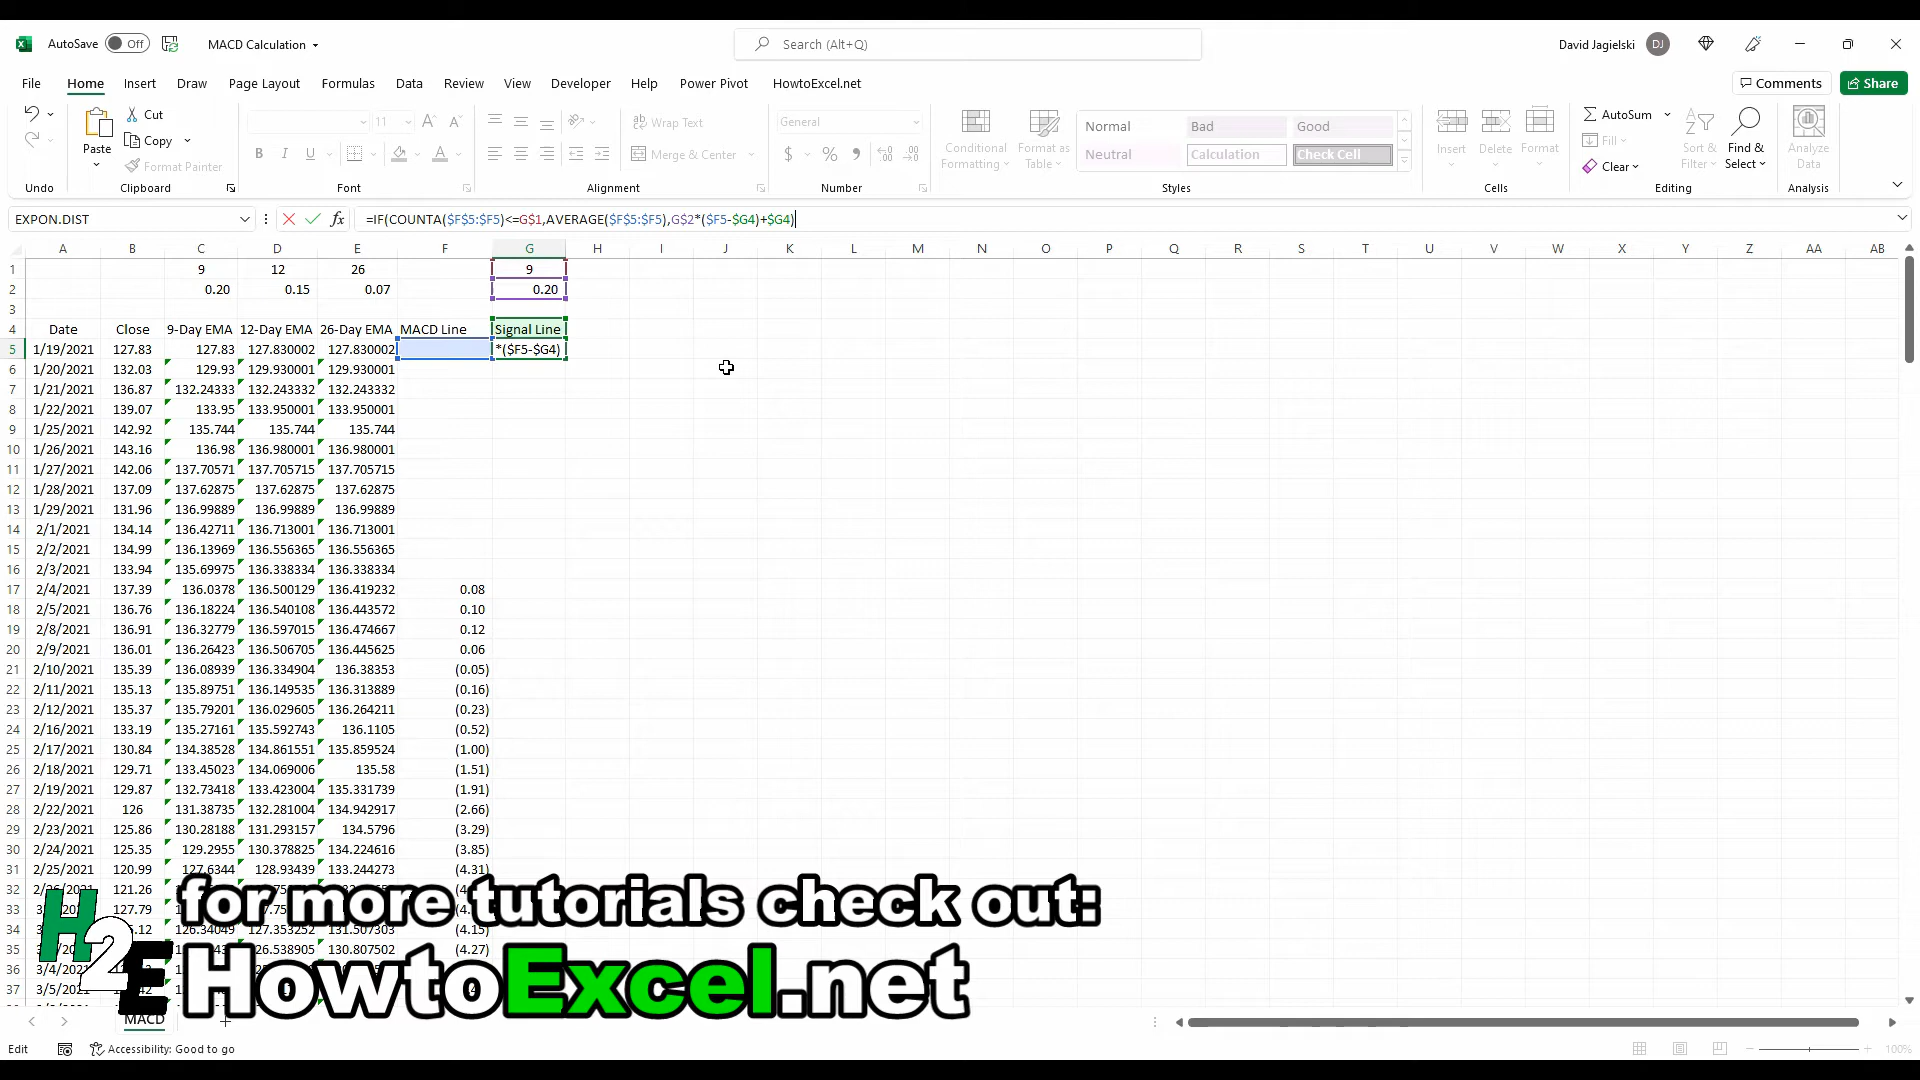 AutoSave Off MACD Calculation Search (Alt+Q) David Jagielski DJ
File Home Insert Draw Page Layout Formulas Data Review View Developer Help Power Pivot HowtoExcel.net Comments Share
Cut 11 Wrap Text General Normal Bad Good AutoSum
Paste Copy Conditional Formatting Format as Table Insert Delete Format Fill Sort & Filter Find & Select Analyze Data
Format Painter Merge & Center Neutral Calculation Check Cell Clear
Undo Clipboard Font Alignment Number Styles Cells Editing Analysis
EXPON.DIST fx =IF(COUNTA($F$5:$F5)<=G$1,AVERAGE($F$5:$F5),G$2*($F5-$G4)+$G4)
A B C D E F G H I J K L M N O P Q R S T U V W X Y Z AA AB
1 9 12 26 9
2 0.20 0.15 0.07 0.20
3
4 Date Close 9-Day EMA 12-Day EMA 26-Day EMA MACD Line Signal Line
5 1/19/2021 127.83 127.83 127.830002 127.830002 *($F5-$G4)
6 1/20/2021 132.03 129.93 129.930001 129.930001
7 1/21/2021 136.87 132.24333 132.243332 132.243332
8 1/22/2021 139.07 133.95 133.950001 133.950001
9 1/25/2021 142.92 135.744 135.744 135.744
10 1/26/2021 143.16 136.98 136.980001 136.980001
11 1/27/2021 142.06 137.70571 137.705715 137.705715
12 1/28/2021 137.09 137.62875 137.62875 137.62875
13 1/29/2021 131.96 136.99889 136.99889 136.99889
14 2/1/2021 134.14 136.42711 136.713001 136.713001
15 2/2/2021 134.99 136.13969 136.556365 136.556365
16 2/3/2021 133.94 135.69975 136.338334 136.338334
17 2/4/2021 137.39 136.0378 136.500129 136.419232 0.08
18 2/5/2021 136.76 136.18224 136.540108 136.443572 0.10
19 2/8/2021 136.91 136.32779 136.597015 136.474667 0.12
20 2/9/2021 136.01 136.26423 136.506705 136.445625 0.06
21 2/10/2021 135.39 136.08939 136.334904 136.38353 (0.05)
22 2/11/2021 135.13 135.89751 136.149535 136.313889 (0.16)
23 2/12/2021 135.37 135.79201 136.029605 136.264211 (0.23)
24 2/16/2021 133.19 135.27161 135.592743 136.1105 (0.52)
25 2/17/2021 130.84 134.38528 134.861551 135.859524 (1.00)
26 2/18/2021 129.71 133.45023 134.069006 135.58 (1.51)
27 2/19/2021 129.87 132.73418 133.423004 135.331739 (1.91)
28 2/22/2021 126 131.38735 132.281004 134.942917 (2.66)
29 2/23/2021 125.86 130.28188 131.293157 134.5796 (3.29)
30 2/24/2021 125.35 129.2955 130.378825 134.224616 (3.85)
31 2/25/2021 120.99 127.6344 128.93439 133.244273 (4.31)
32 121.26
33 127.79
34 126.34049 127.353252 131.507303 (4.15)
35 126.538905 130.807502 (4.27)
36 3/4/2021
37 3/5/2021
for more tutorials check out:
H2E HowtoExcel.net
MACD
Edit Accessibility: Good to go 100%